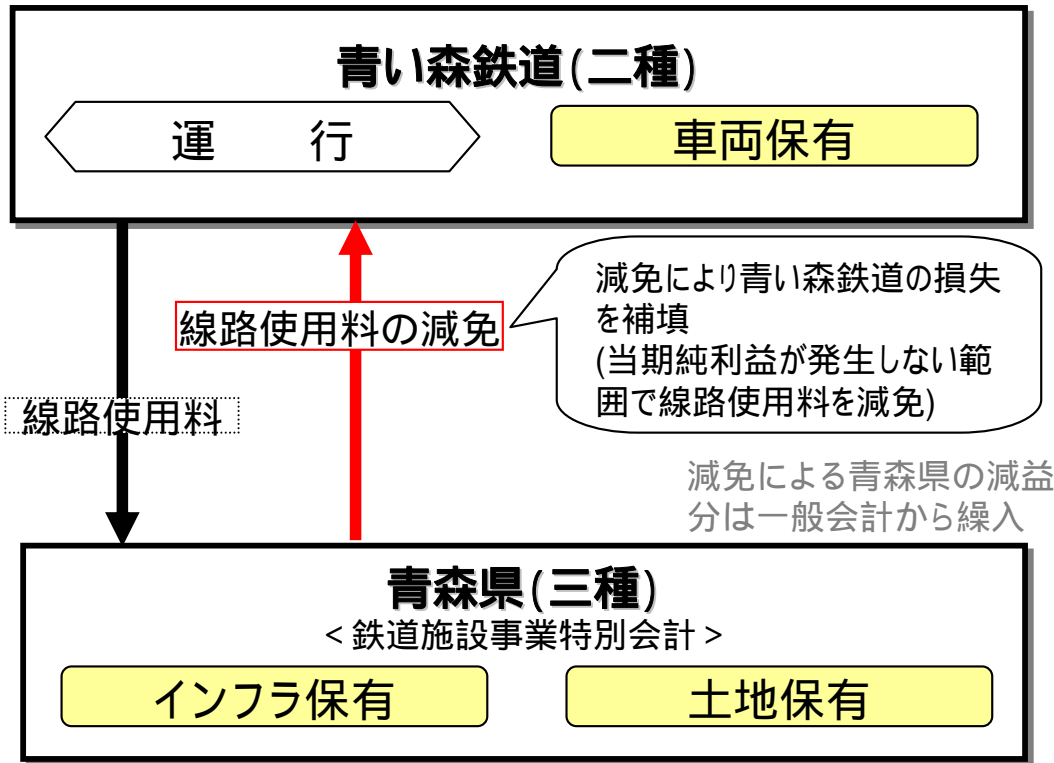 青い森鉄道(二種)
運　行
車両保有
減免により青い森鉄道の損失
を補填
(当期純利益が発生しない範
囲で線路使用料を減免)
線路使用料の減免
線路使用料
減免による青森県の減益
分は一般会計から繰入
青森県(三種)
<鉄道施設事業特別会計>
インフラ保有
土地保有